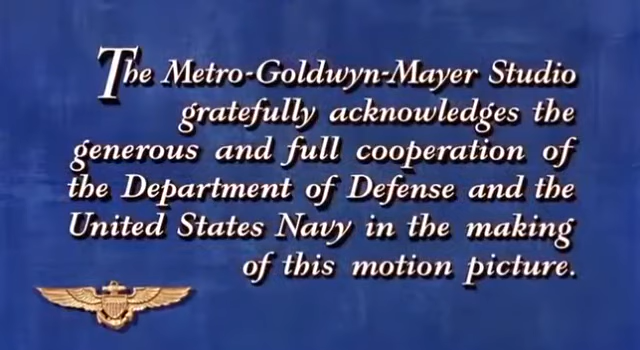 The Metro-Goldwyn-Mayer Studio
gratefully acknowledges the
generous and full cooperation of
the Department of Defense and the
United States Navy in the making
of this motion picture.